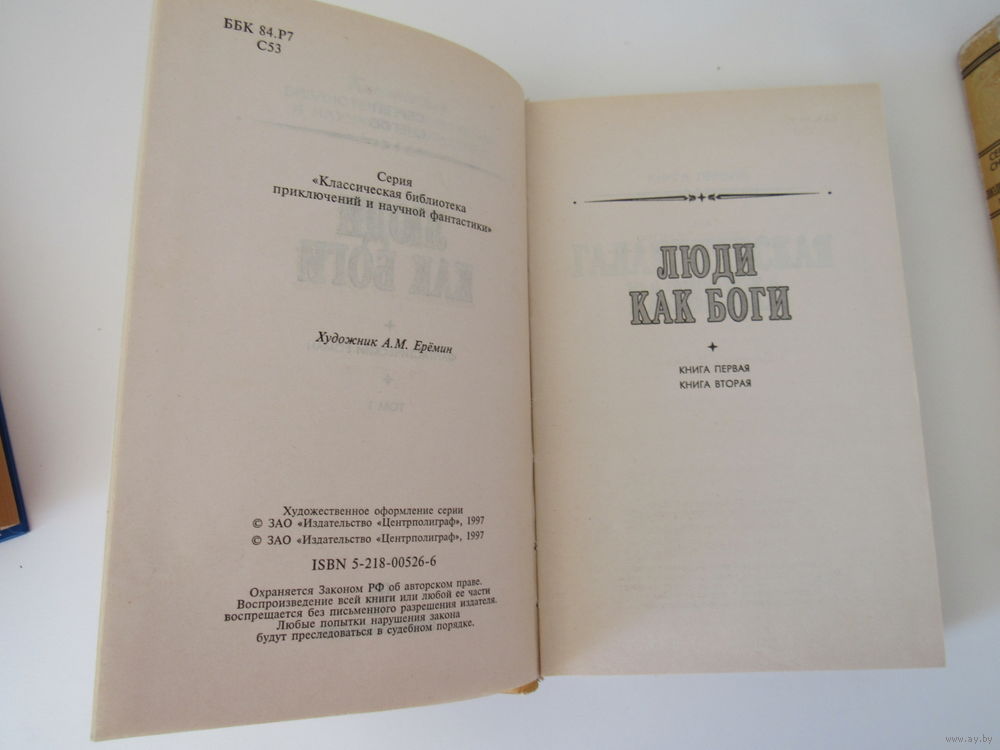 ББК 84.Р7
С53
Серия
«Классическая библиотека
приключений и научной фантастики»
Художник А.М. Ерёмин
Художественное оформление серии
© ЗАО «Издательство «Центрполиграф», 1997
© ЗАО «Издательство «Центрполиграф», 1997
ISBN 5-218-00526-6
Охраняется Законом РФ об авторском праве.
Воспроизведение всей книги или любой ее части
воспрещается без письменного разрешения издателя.
Любые попытки нарушения закона
будут преследоваться в судебном порядке.
ЛЮДИ
КАК БОГИ
КНИГА ПЕРВАЯ
КНИГА ВТОРАЯ
www.ay.by